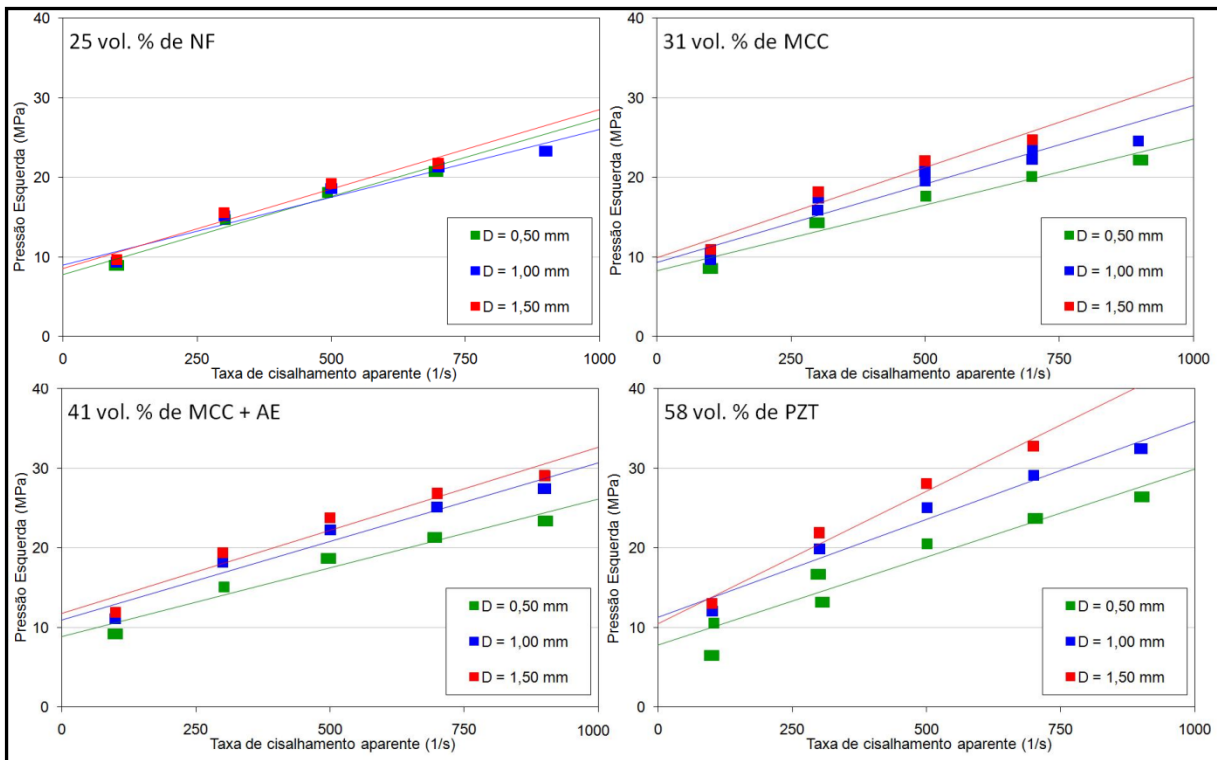 25 vol. % de NF
Pressão Esquerda (MPa)
40
30
20
10
0
D = 0,50 mm
D = 1,00 mm
D = 1,50 mm
0 250 500 750 1000
Taxa de cisalhamento aparente (1/s)
31 vol. % de MCC
Pressão Esquerda (MPa)
40
30
20
10
0
D = 0,50 mm
D = 1,00 mm
D = 1,50 mm
0 250 500 750 1000
Taxa de cisalhamento aparente (1/s)
41 vol. % de MCC + AE
Pressão Esquerda (MPa)
40
30
20
10
0
D = 0,50 mm
D = 1,00 mm
D = 1,50 mm
0 250 500 750 1000
Taxa de cisalhamento aparente (1/s)
58 vol. % de PZT
Pressão Esquerda (MPa)
40
30
20
10
0
D = 0,50 mm
D = 1,00 mm
D = 1,50 mm
0 250 500 750 1000
Taxa de cisalhamento aparente (1/s)